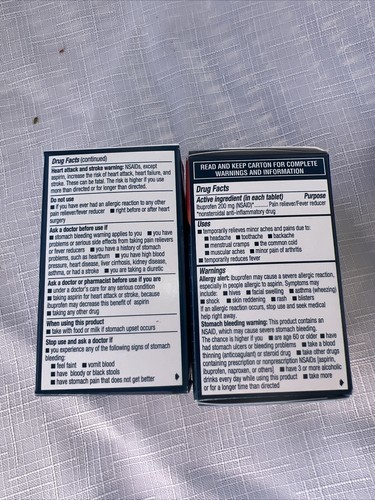 Drug Facts (continued)
Heart attack and stroke warning: NSAIDs, except
aspirin, increase the risk of heart attack, heart failure, and
stroke. These can be fatal. The risk is higher if you use
more than directed or for longer than directed.
Do not use
■ if you have ever had an allergic reaction to any other
pain reliever/fever reducer ■ right before or after heart
surgery
Ask a doctor before use if
■ stomach bleeding warning applies to you ■ you have
problems or serious side effects from taking pain relievers
or fever reducers ■ you have a history of stomach
problems, such as heartburn ■ you have high blood
pressure, heart disease, liver cirrhosis, kidney disease,
asthma, or had a stroke ■ you are taking a diuretic
Ask a doctor or pharmacist before use if you are
■ under a doctor's care for any serious condition
■ taking aspirin for heart attack or stroke, because
ibuprofen may decrease this benefit of aspirin
■ taking any other drug
When using this product
■ take with food or milk if stomach upset occurs
Stop use and ask a doctor if
■ you experience any of the following signs of stomach
bleeding:
■ feel faint ■ vomit blood
■ have bloody or black stools
■ have stomach pain that does not get better
READ AND KEEP CARTON FOR COMPLETE
WARNINGS AND INFORMATION
Drug Facts
Active ingredient (in each tablet) Purpose
Ibuprofen 200 mg (NSAID)* Pain reliever/Fever reducer
*nonsteroidal anti-inflammatory drug
Uses
■ temporarily relieves minor aches and pains due to:
■ headache ■ toothache ■ backache
■ menstrual cramps ■ the common cold
■ muscular aches ■ minor pain of arthritis
■ temporarily reduces fever
Warnings
Allergy alert: Ibuprofen may cause a severe allergic reaction,
especially in people allergic to aspirin. Symptoms may
include: ■ hives ■ facial swelling ■ asthma (wheezing)
■ shock ■ skin reddening ■ rash ■ blisters
If an allergic reaction occurs, stop use and seek medical
help right away.
Stomach bleeding warning: This product contains an
NSAID, which may cause severe stomach bleeding.
The chance is higher if you ■ are age 60 or older ■ have
had stomach ulcers or bleeding problems ■ take a blood
thinning (anticoagulant) or steroid drug ■ take other drugs
containing prescription or nonprescription NSAIDs [aspirin,
ibuprofen, naproxen, or others] ■ have 3 or more alcoholic
drinks every day while using this product ■ take more
or for a longer time than directed